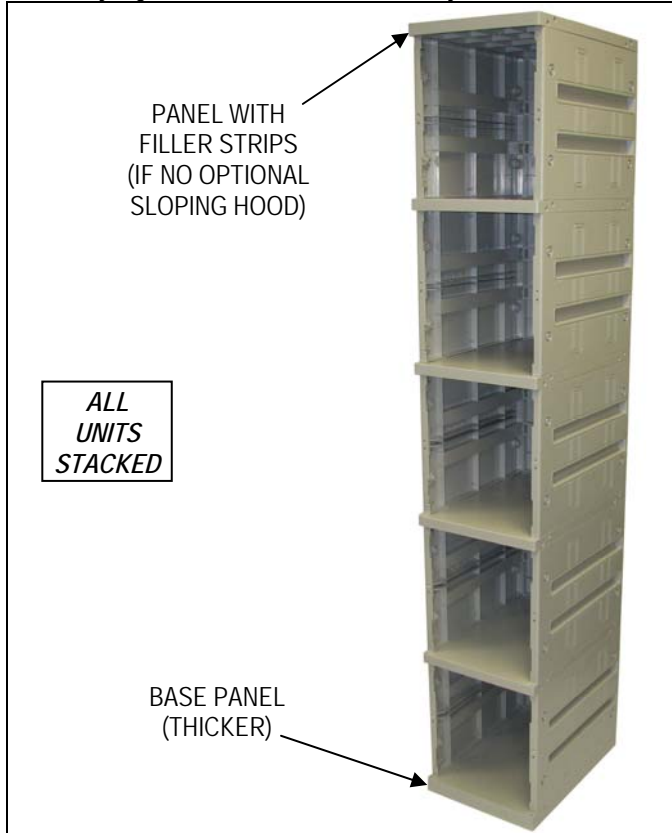 PANEL WITH
FILLER STRIPS
(IF NO OPTIONAL
SLOPING HOOD)
ALL
UNITS
STACKED
BASE PANEL
(THICKER)